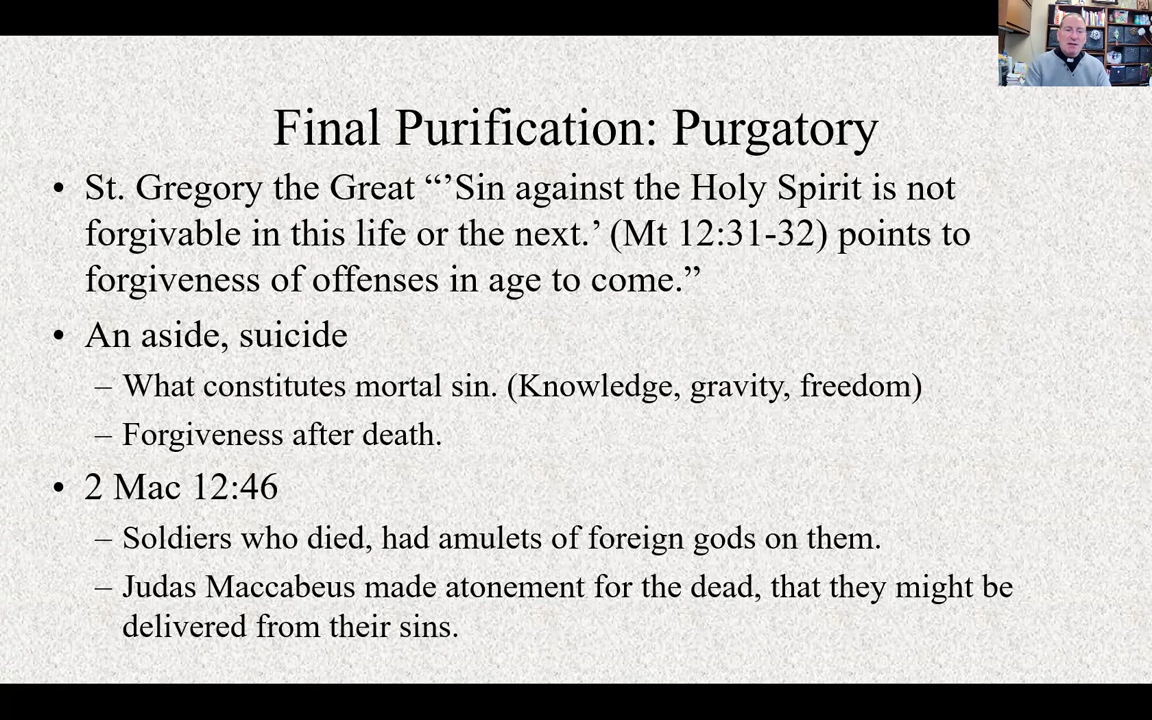 Final Purification: Purgatory
• St. Gregory the Great “’Sin against the Holy Spirit is not
forgivable in this life or the next.’ (Mt 12:31-32) points to
forgiveness of offenses in age to come.”
• An aside, suicide
– What constitutes mortal sin. (Knowledge, gravity, freedom)
– Forgiveness after death.
• 2 Mac 12:46
– Soldiers who died, had amulets of foreign gods on them.
– Judas Maccabeus made atonement for the dead, that they might be
delivered from their sins.